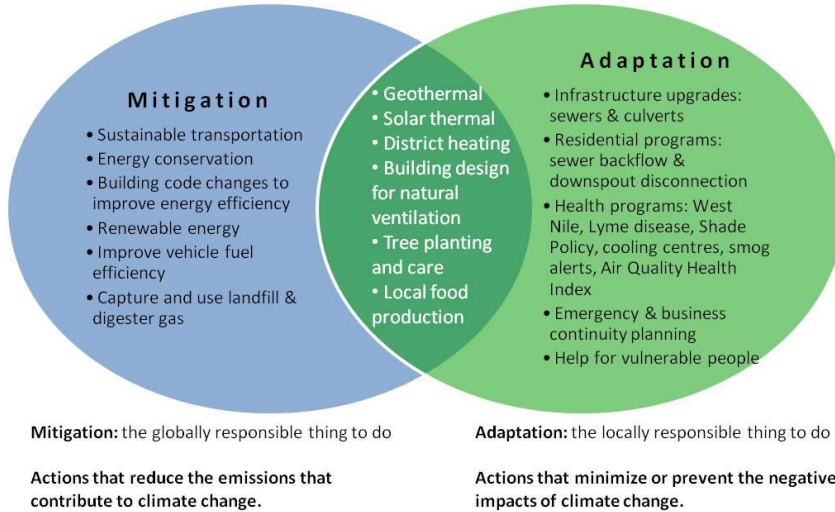 Mitigation
• Sustainable transportation
• Energy conservation
• Building code changes to
improve energy efficiency
• Renewable energy
• Improve vehicle fuel
efficiency
• Capture and use landfill &
digester gas
• Geothermal
• Solar thermal
• District heating
• Building design
for natural
ventilation
• Tree planting
and care
• Local food
production
Adaptation
• Infrastructure upgrades:
sewers & culverts
• Residential programs:
sewer backflow &
downspout disconnection
• Health programs: West
Nile, Lyme disease, Shade
Policy, cooling centres, smog
alerts, Air Quality Health
Index
• Emergency & business
continuity planning
• Help for vulnerable people
Mitigation: the globally responsible thing to do
Actions that reduce the emissions that
contribute to climate change.
Adaptation: the locally responsible thing to do
Actions that minimize or prevent the negative
impacts of climate change.